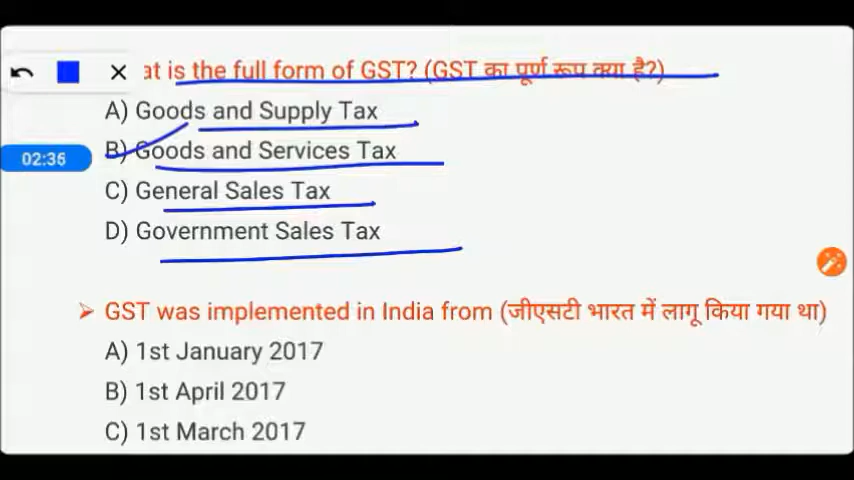 at is the full form of GST? (GST का पूर्ण रूप क्या है?)
A) Goods and Supply Tax
B) Goods and Services Tax
02:36
C) General Sales Tax
D) Government Sales Tax
➢ GST was implemented in India from (जीएसटी भारत में लागू किया गया था)
A) 1st January 2017
B) 1st April 2017
C) 1st March 2017